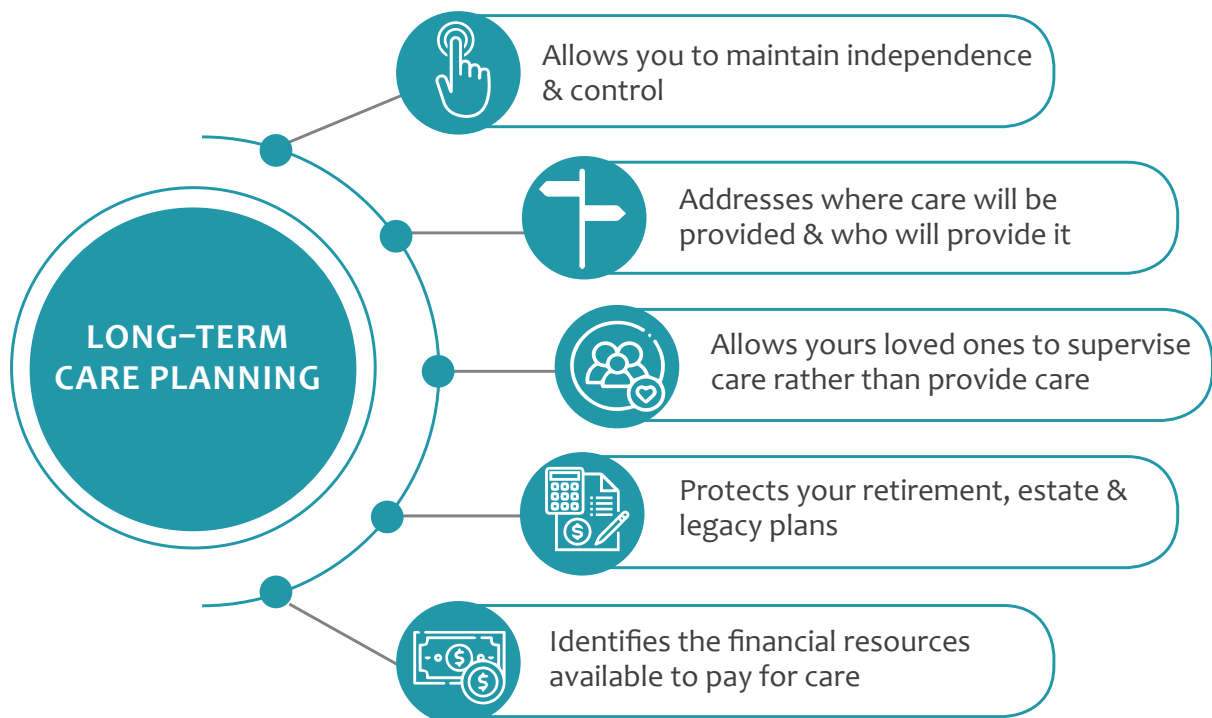 Allows you to maintain independence
& control
Addresses where care will be
provided & who will provide it
LONG–TERM
CARE PLANNING
Allows yours loved ones to supervise
care rather than provide care
Protects your retirement, estate &
legacy plans
Identifies the financial resources
available to pay for care